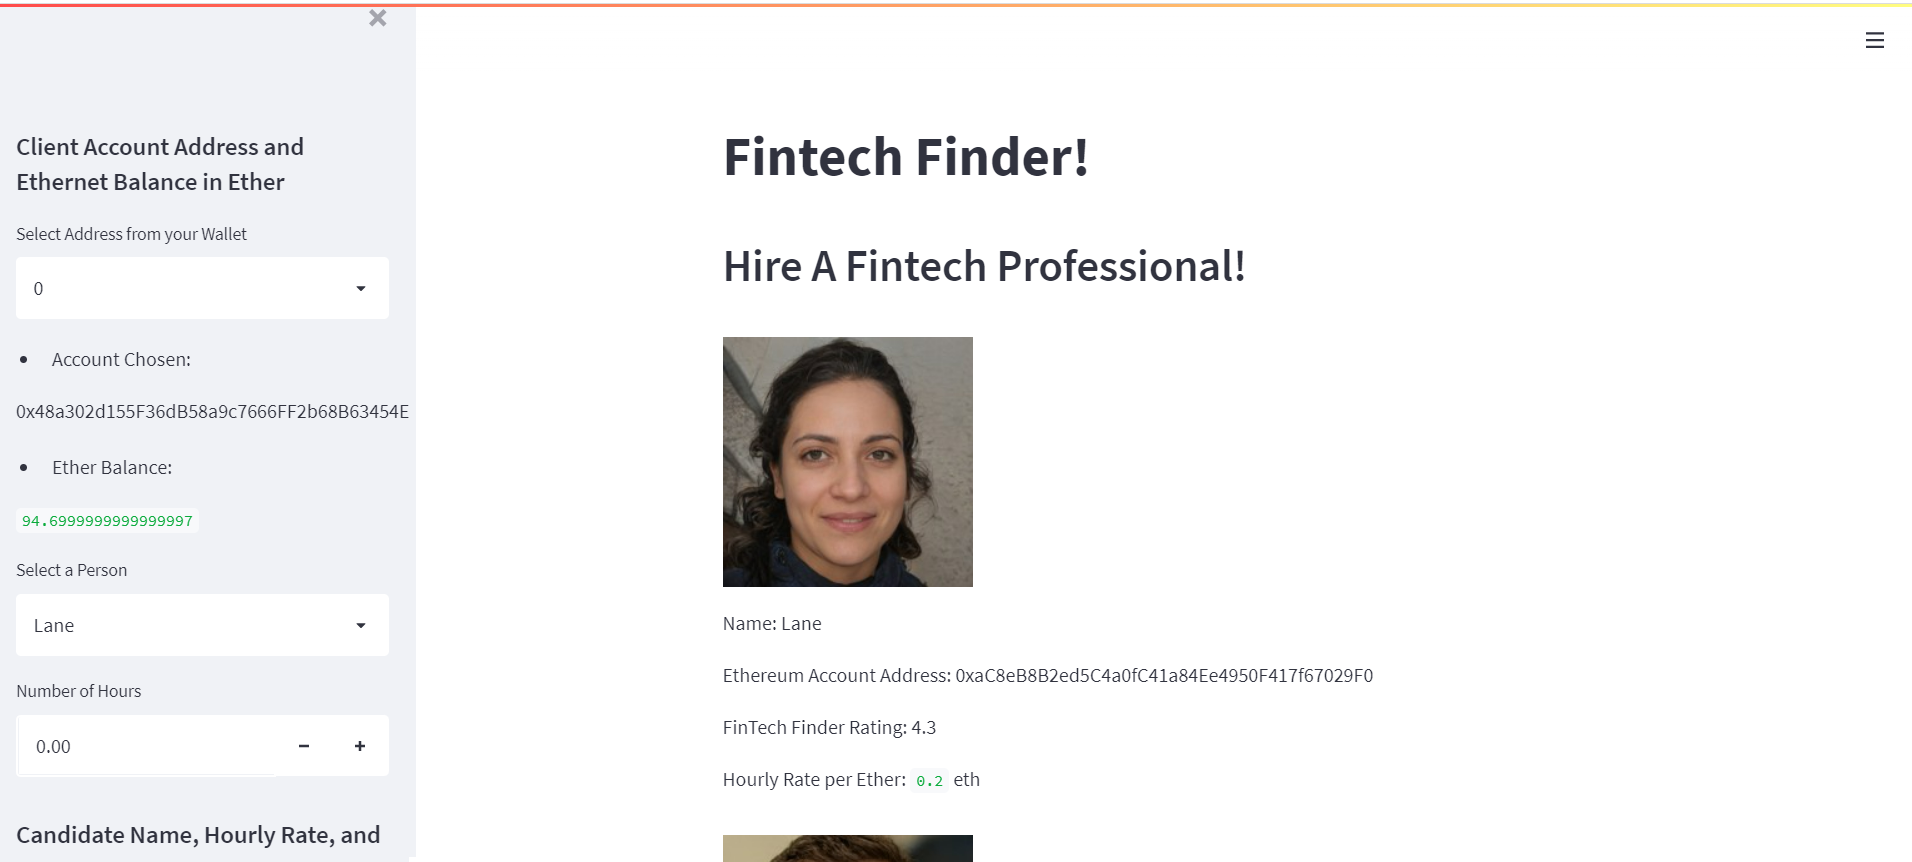 Client Account Address and
Ethernet Balance in Ether
Select Address from your Wallet
0
Account Chosen:
0x48a302d155F36dB58a9c7666FF2b68B63454E
Ether Balance:
94.6999999999999997
Select a Person
Lane
Number of Hours
0.00
Candidate Name, Hourly Rate, and
Fintech Finder!
Hire A Fintech Professional!
Name: Lane
Ethereum Account Address: 0xaC8eB8B2ed5C4a0fC41a84Ee4950F417f67029F0
FinTech Finder Rating: 4.3
Hourly Rate per Ether: 0.2 eth